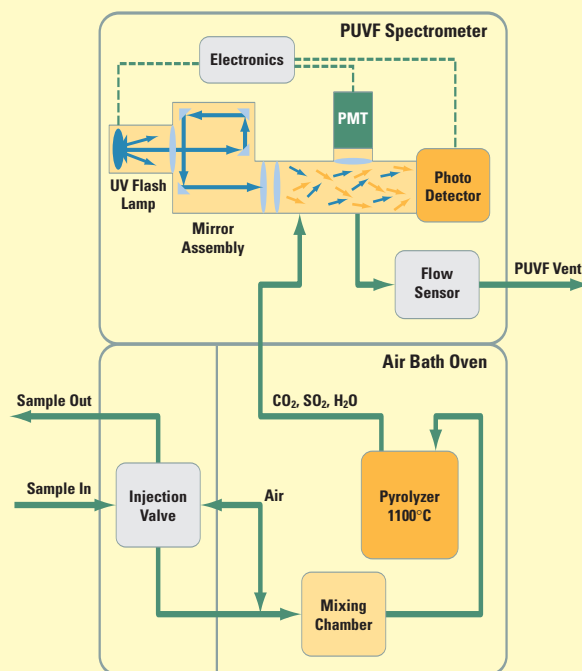 PUVF Spectrometer
Electronics
PMT
UV Flash
Lamp
Mirror
Assembly
Photo
Detector
Flow
Sensor
PUVF Vent
Air Bath Oven
Sample Out
CO₂, SO₂, H₂O
Sample In
Injection
Valve
Air
Pyrolyzer
1100°C
Mixing
Chamber